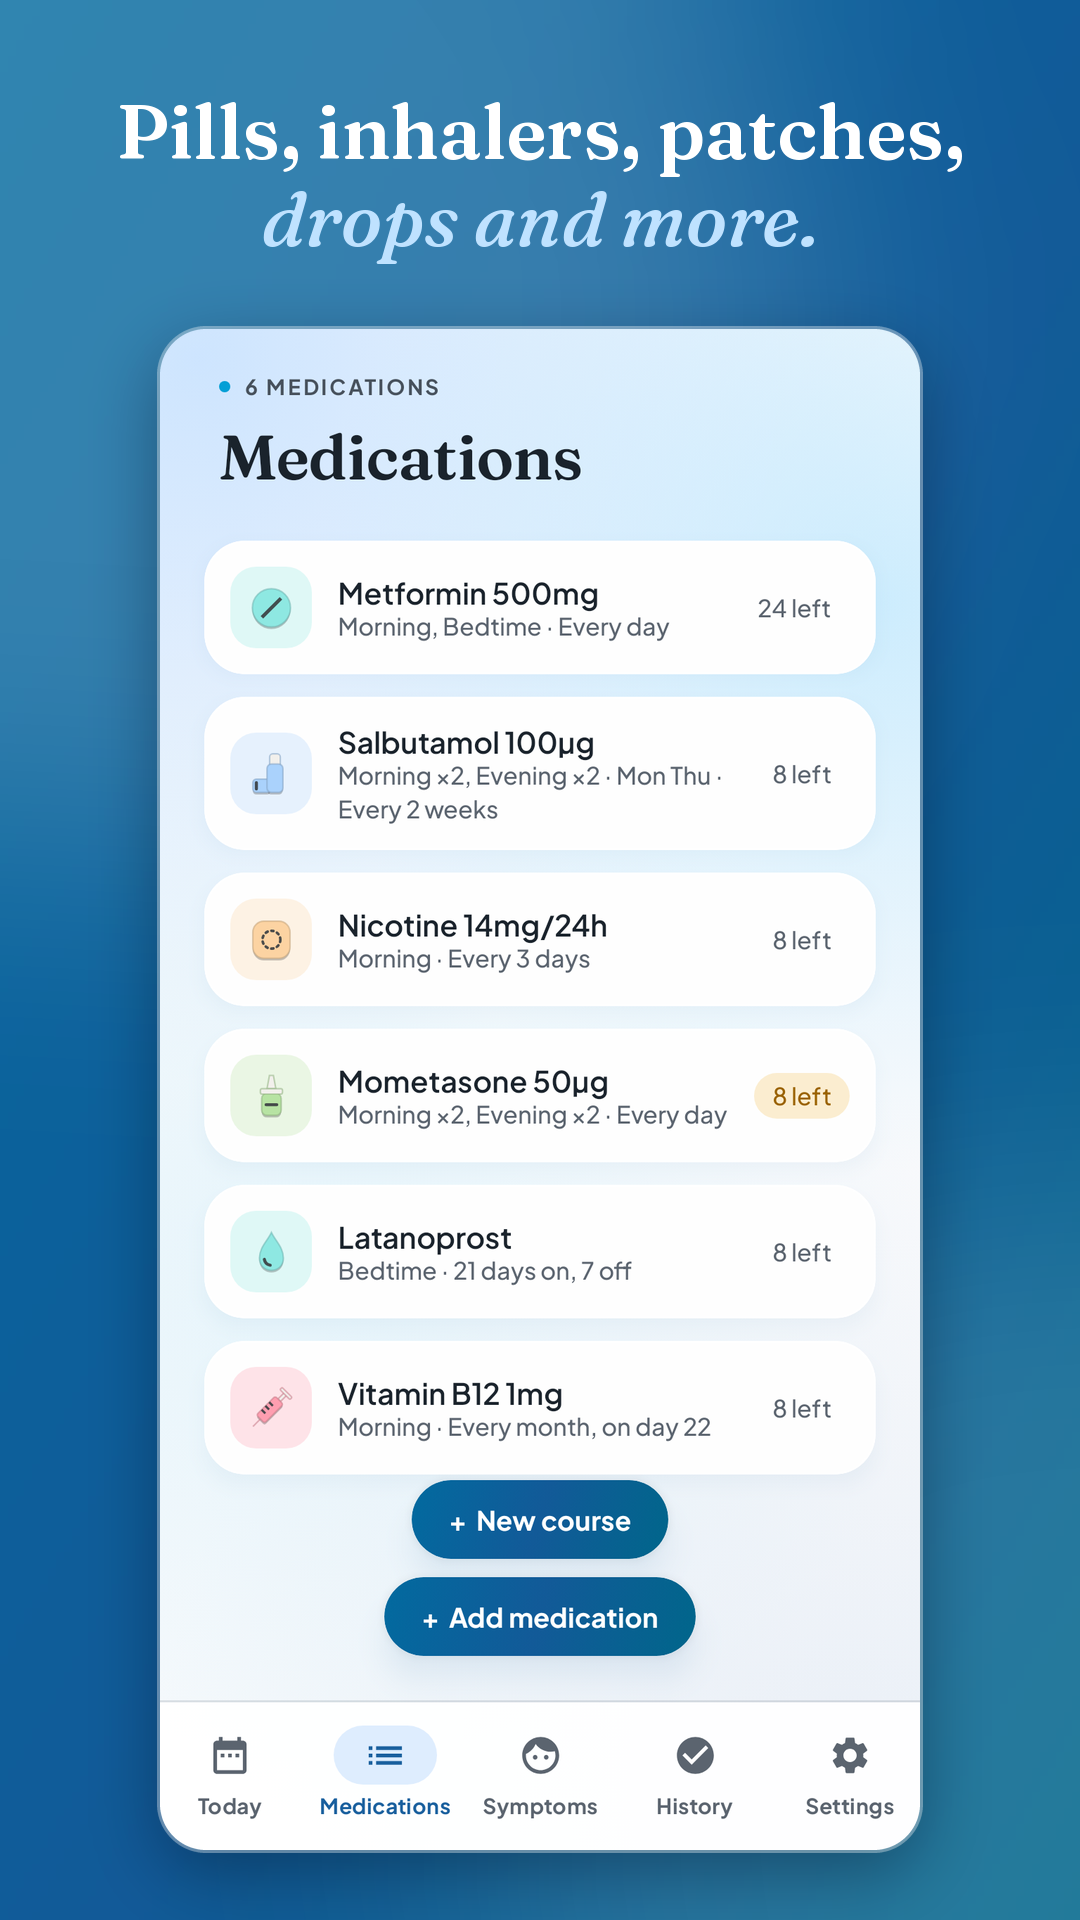 Pills, inhalers, patches,
drops and more.
6 MEDICATIONS
Medications
Metformin 500mg
Morning, Bedtime · Every day
24 left
Salbutamol 100µg
Morning ×2, Evening ×2 · Mon Thu ·
Every 2 weeks
8 left
Nicotine 14mg/24h
Morning · Every 3 days
8 left
Mometasone 50µg
Morning ×2, Evening ×2 · Every day
8 left
Latanoprost
Bedtime · 21 days on, 7 off
8 left
Vitamin B12 1mg
Morning · Every month, on day 22
8 left
+ New course
+ Add medication
Today
Medications
Symptoms
History
Settings